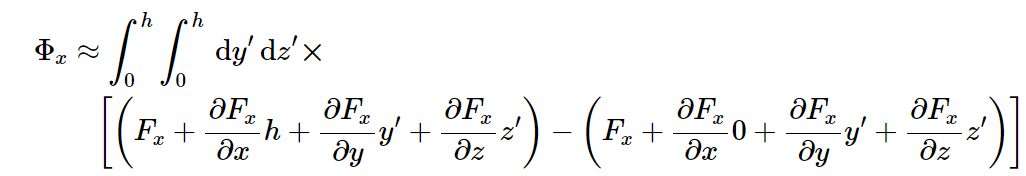 Φ_x ≈ ∫_0^h ∫_0^h dy′ dz′ ×
[(F_x + ∂F_x/∂x h + ∂F_x/∂y y′ + ∂F_x/∂z z′) − (F_x + ∂F_x/∂x 0 + ∂F_x/∂y y′ + ∂F_x/∂z z′)]